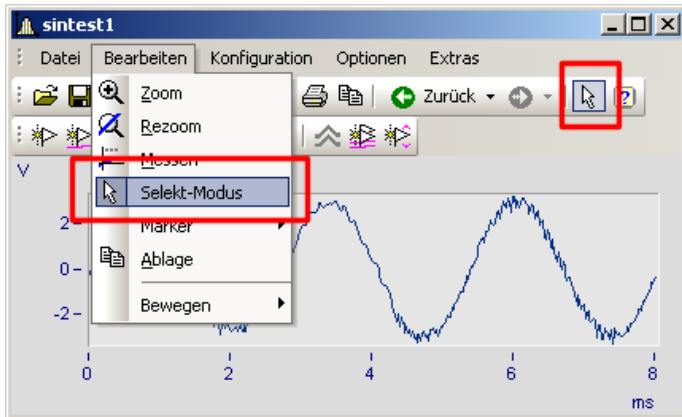 sintest1
Datei Bearbeiten Konfiguration Optionen Extras
Zurück
Zoom
Rezoom
Messen
Selekt-Modus
Marker
Ablage
Bewegen
V
2
0
-2
0 2 4 6 8
ms